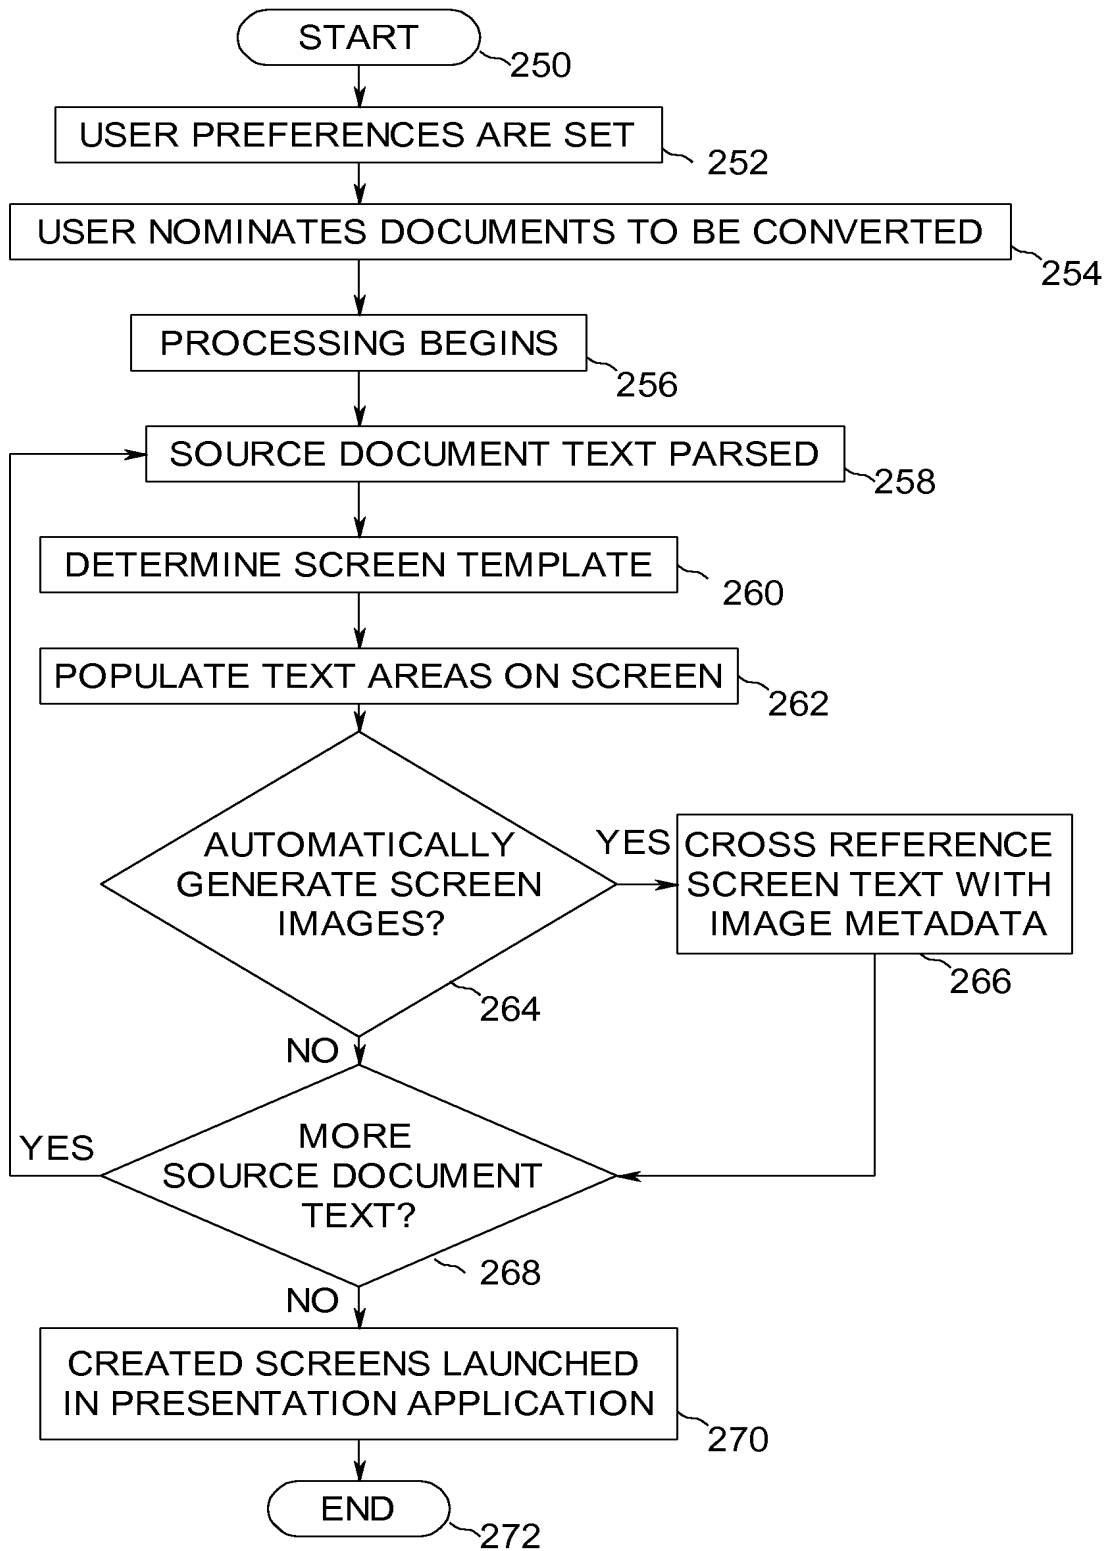 START
250
USER PREFERENCES ARE SET
252
USER NOMINATES DOCUMENTS TO BE CONVERTED
254
PROCESSING BEGINS
256
SOURCE DOCUMENT TEXT PARSED
258
DETERMINE SCREEN TEMPLATE
260
POPULATE TEXT AREAS ON SCREEN
262
AUTOMATICALLY
GENERATE SCREEN
IMAGES?
264
YES
CROSS REFERENCE
SCREEN TEXT WITH
IMAGE METADATA
266
NO
MORE
SOURCE DOCUMENT
TEXT?
268
YES
NO
CREATED SCREENS LAUNCHED
IN PRESENTATION APPLICATION
270
END
272